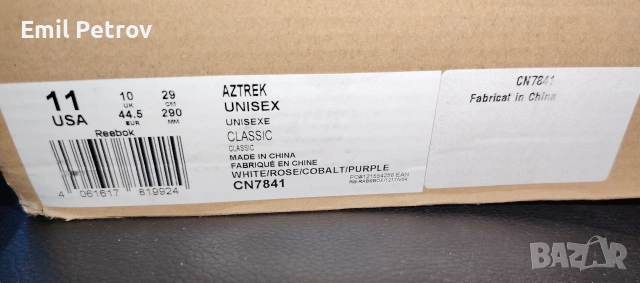 Emil Petrov
11
USA
10
UK
44.5
EUR
29
CM
290
MM
Reebok
4 061617 819924
AZTREK
UNISEX
UNISEXE
CLASSIC
CLASSIC
MADE IN CHINA
FABRIQUÉ EN CHINE
WHITE/ROSE/COBALT/PURPLE
CN7841
EAN
CN7841
Fabricat in China
BAZAR